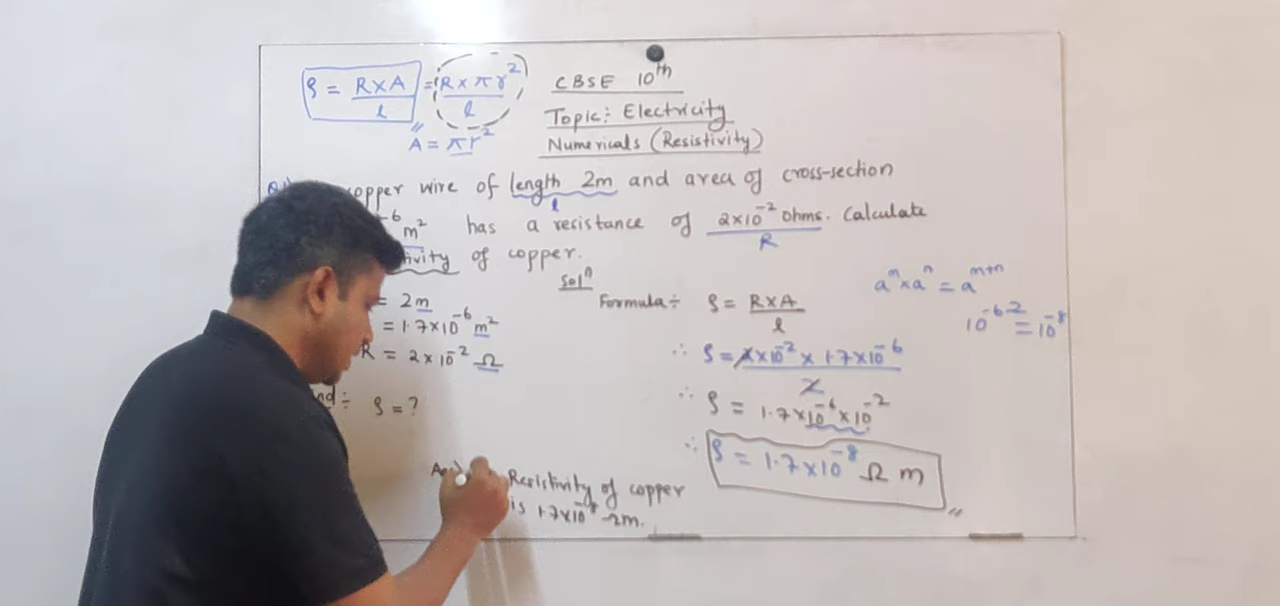 ρ = R×A / l = R×πr² / l
A = πr²
CBSE 10th
Topic: Electricity
Numericals (Resistivity)
copper wire of length 2m and area of cross-section
l
m² has a resistance of 2×10⁻² Ohms. Calculate
R
of copper.
Solⁿ
= 2m
= 1.7×10⁻⁶ m²
R = 2×10⁻² Ω
ρ = ?
Formula÷ ρ = R×A / l
aᵐ×aⁿ = aᵐ⁺ⁿ
10⁻⁶⁻² = 10⁻⁸
∴ ρ = 2×10⁻² × 1.7×10⁻⁶ / 2
∴ ρ = 1.7×10⁻⁶×10⁻²
∴ ρ = 1.7×10⁻⁸ Ω m
Resistivity of copper
is 1.7×10⁻⁸ Ωm.